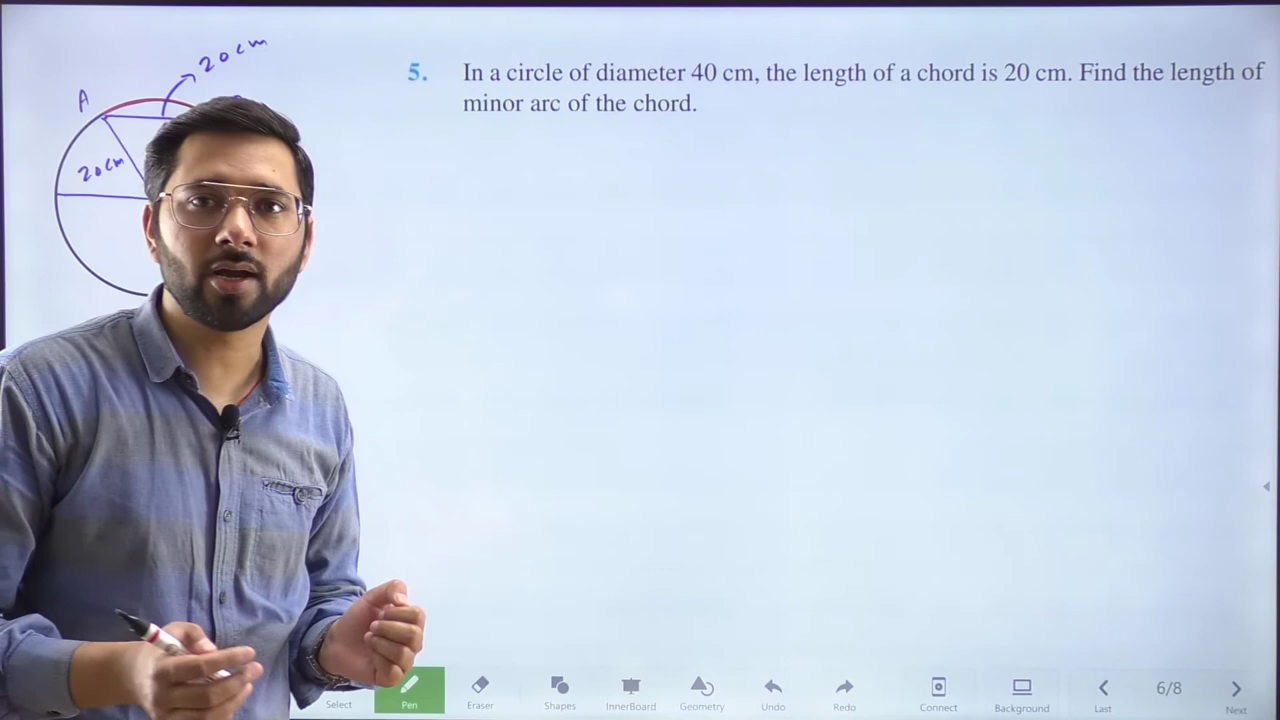 20cm
A
20cm
5. In a circle of diameter 40 cm, the length of a chord is 20 cm. Find the length of
minor arc of the chord.
Select
Pen
Eraser
Shapes
InnerBoard
Geometry
Undo
Redo
Connect
Background
Last
6/8
Next